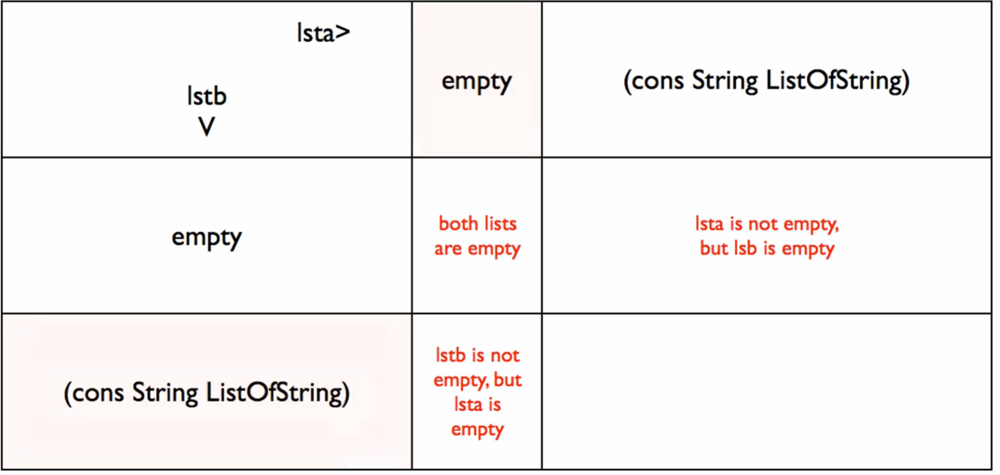 lsta>
lstb
V
empty
(cons String ListOfString)
empty
both lists
are empty
lsta is not empty,
but lsb is empty
(cons String ListOfString)
lstb is not
empty, but
lsta is
empty